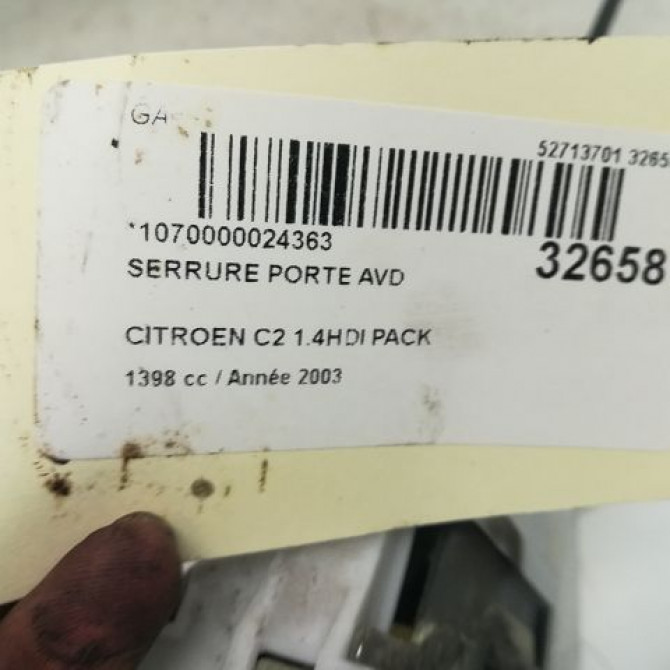 GA
52713701 3265
*1070000024363
32658
SERRURE PORTE AVD
CITROEN C2 1.4HDI PACK
1398 cc / Année 2003